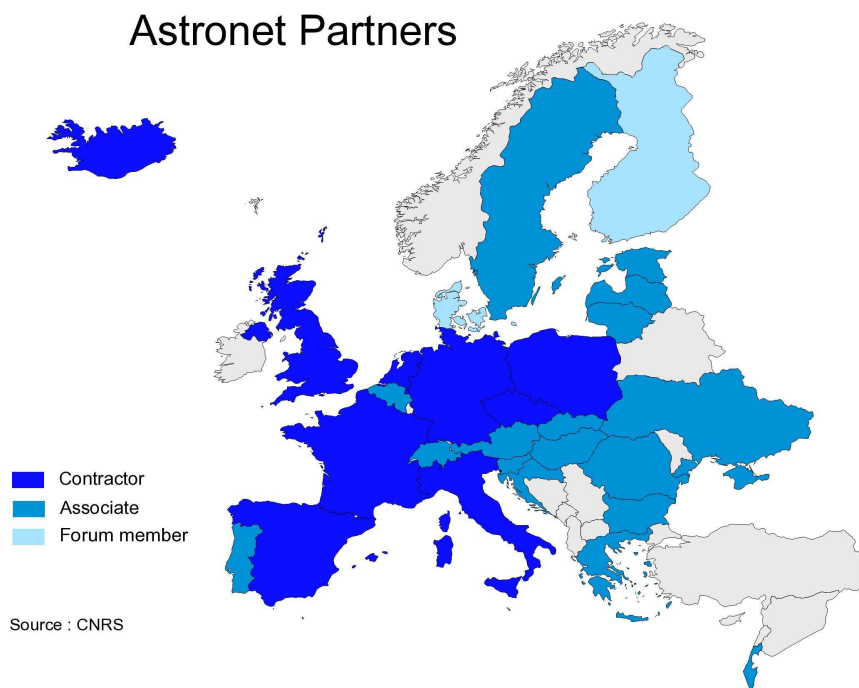 Astronet Partners
Contractor
Associate
Forum member
Source : CNRS